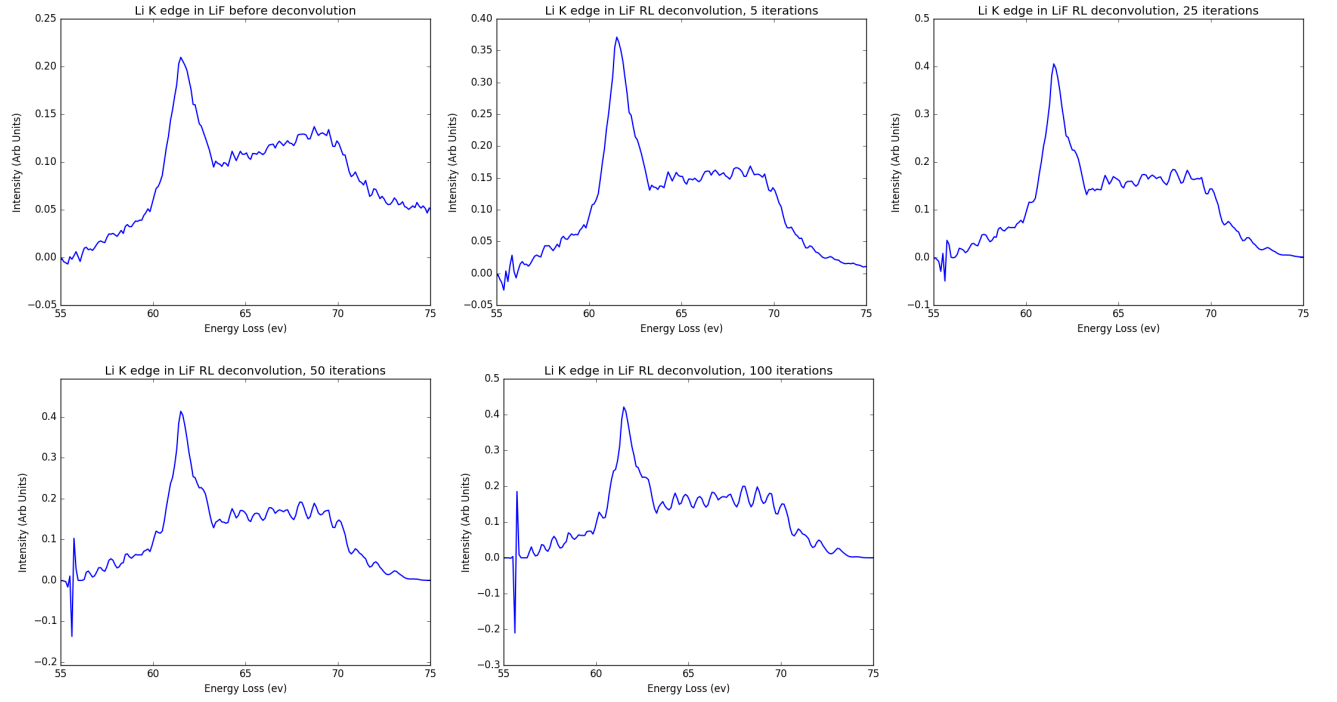 Li K edge in LiF before deconvolution
0.25
0.20
0.15
0.10
0.05
0.00
−0.05
Intensity (Arb Units)
55 60 65 70 75
Energy Loss (ev)
Li K edge in LiF RL deconvolution, 5 iterations
0.40
0.35
0.30
0.25
0.20
0.15
0.10
0.05
0.00
−0.05
Intensity (Arb Units)
55 60 65 70 75
Energy Loss (ev)
Li K edge in LiF RL deconvolution, 25 iterations
0.5
0.4
0.3
0.2
0.1
0.0
−0.1
Intensity (Arb Units)
55 60 65 70 75
Energy Loss (ev)
Li K edge in LiF RL deconvolution, 50 iterations
0.4
0.3
0.2
0.1
0.0
−0.1
−0.2
Intensity (Arb Units)
55 60 65 70 75
Energy Loss (ev)
Li K edge in LiF RL deconvolution, 100 iterations
0.5
0.4
0.3
0.2
0.1
0.0
−0.1
−0.2
−0.3
Intensity (Arb Units)
55 60 65 70 75
Energy Loss (ev)